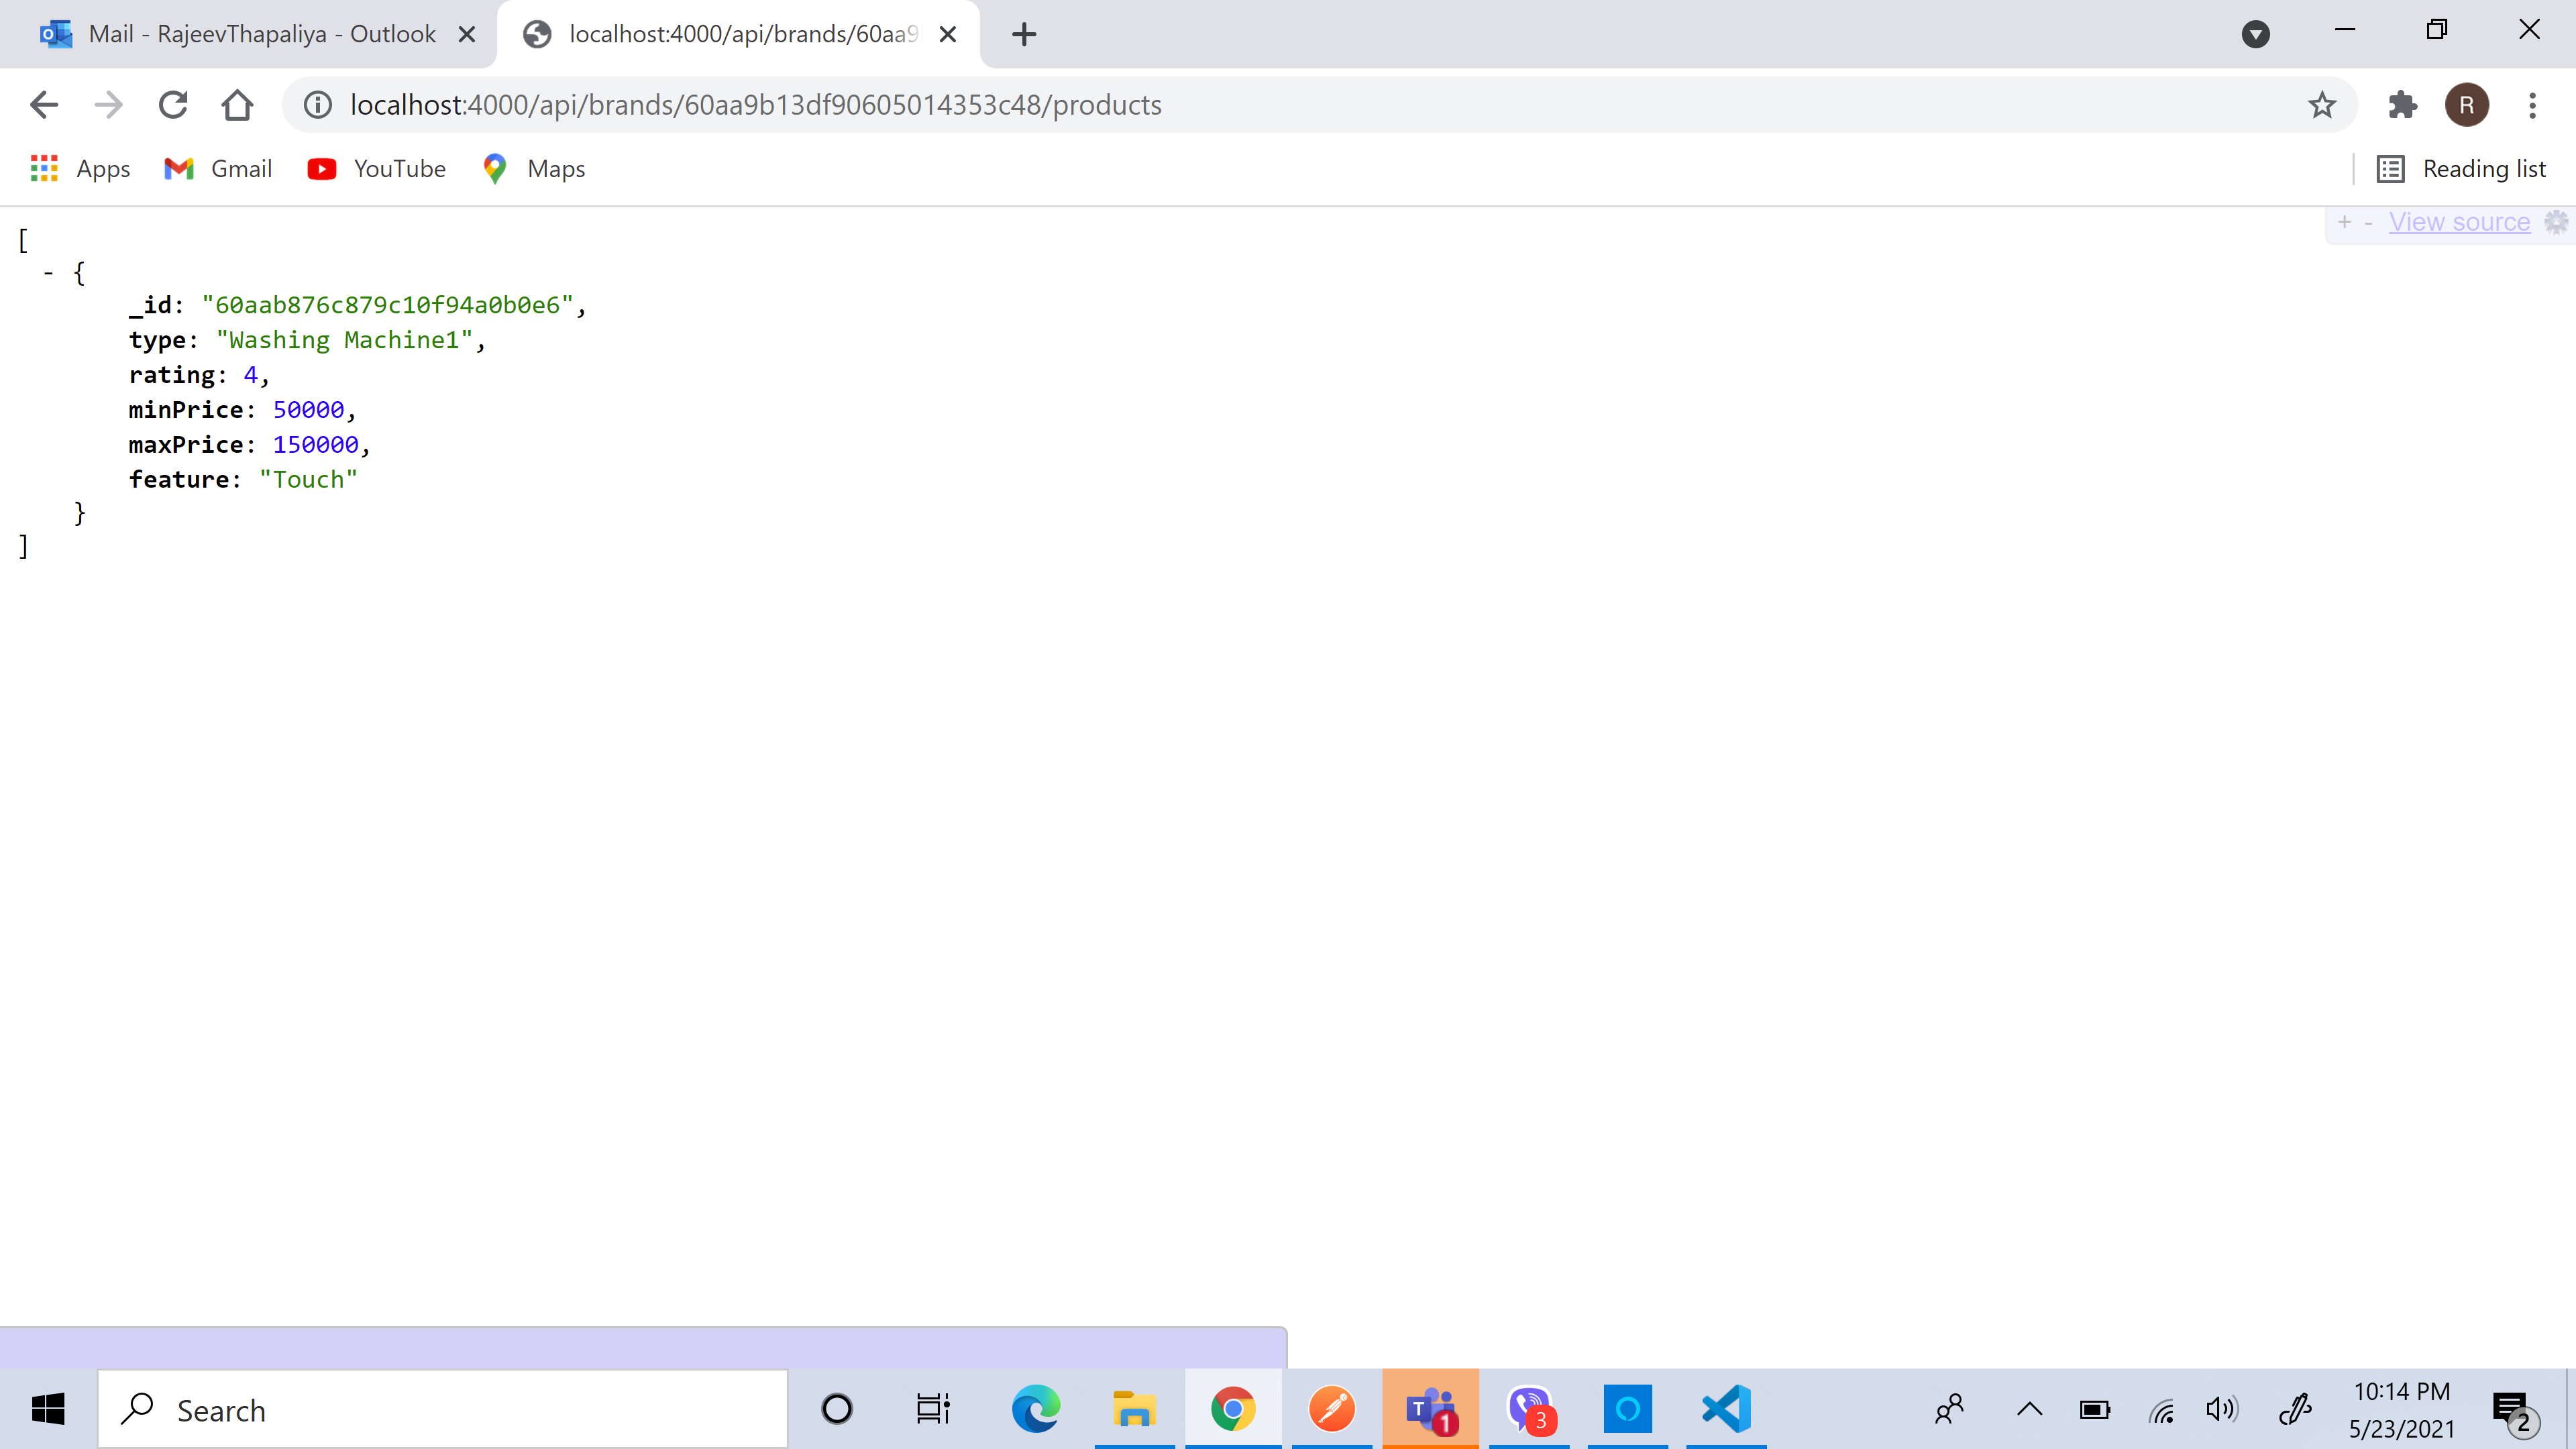 Mail - RajeevThapaliya - Outlook
localhost:4000/api/brands/60aa9
localhost:4000/api/brands/60aa9b13df90605014353c48/products
R
Apps
Gmail
YouTube
Maps
Reading list
+ - View source
[
- {
_id: "60aab876c879c10f94a0b0e6",
type: "Washing Machine1",
rating: 4,
minPrice: 50000,
maxPrice: 150000,
feature: "Touch"
}
]
Search
T
1
3
10:14 PM
5/23/2021
2